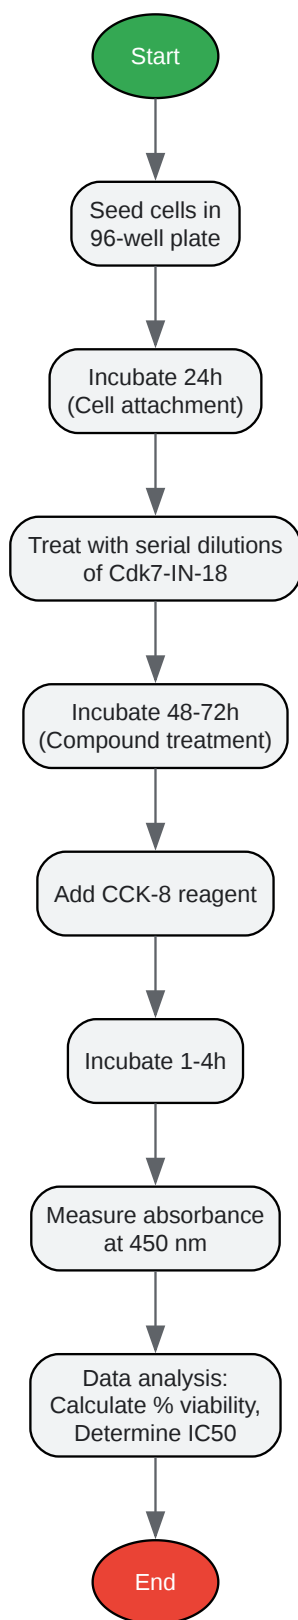 Start
Seed cells in
96-well plate
Incubate 24h
(Cell attachment)
Treat with serial dilutions
of Cdk7-IN-18
Incubate 48-72h
(Compound treatment)
Add CCK-8 reagent
Incubate 1-4h
Measure absorbance
at 450 nm
Data analysis:
Calculate % viability,
Determine IC50
End